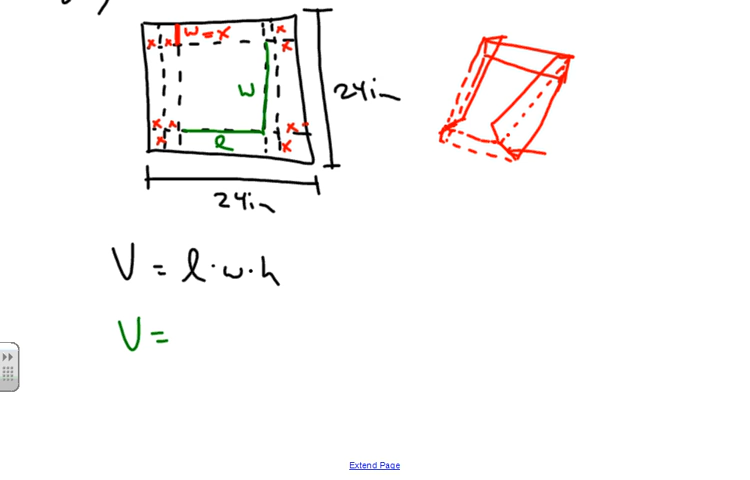 w = x
x x x
x
w
24in
x x x
x x
l
24in
V = l · w · h
V =
Extend Page